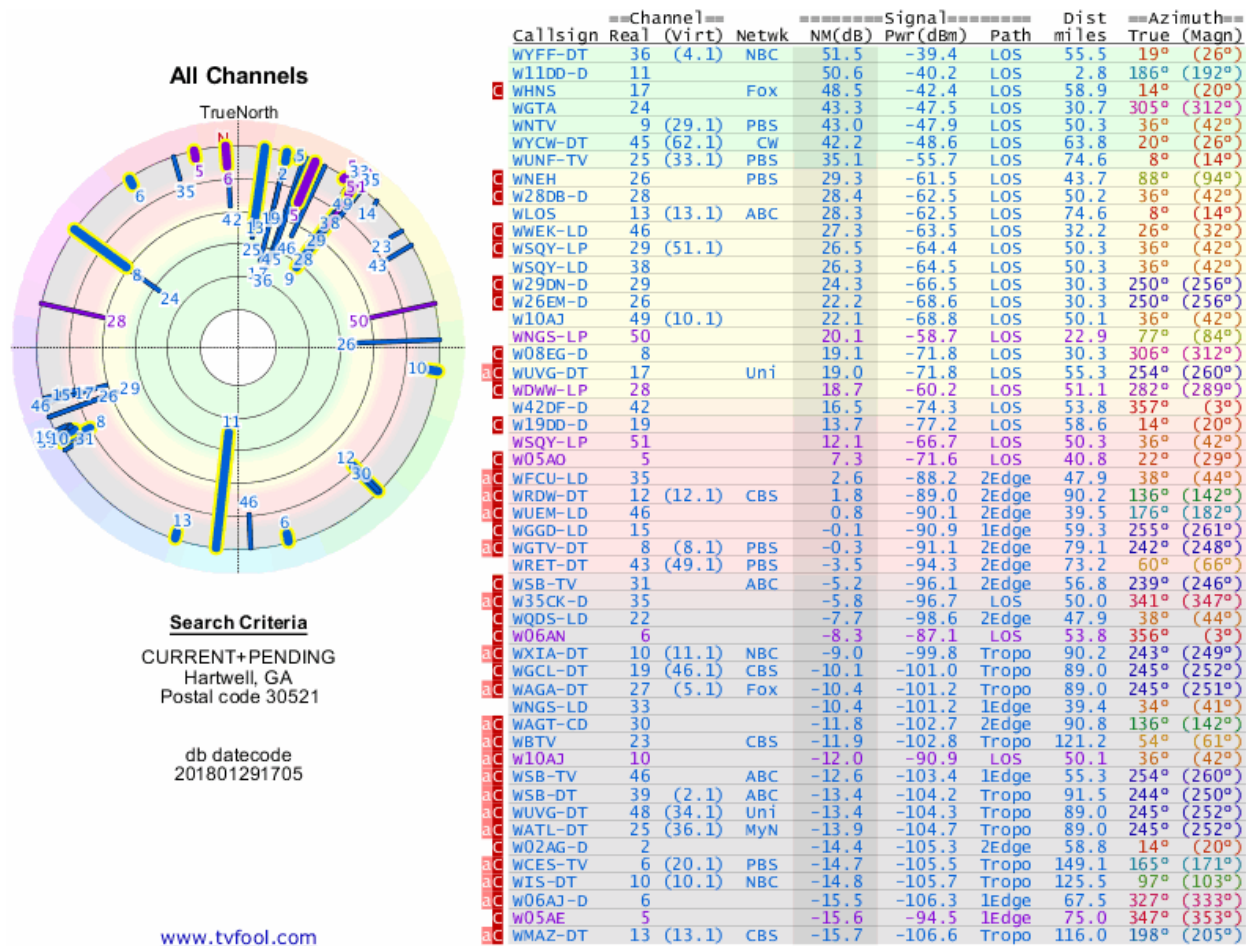 All Channels
TrueNorth
Search Criteria
CURRENT+PENDING
Hartwell, GA
Postal code 30521
db datecode
201801291705
www.tvfool.com
==Channel== ========Signal======== Dist ==Azimuth==
Callsign Real (Virt) Netwk NM(dB) Pwr(dBm) Path miles True (Magn)
WYFF-DT 36 (4.1) NBC 51.5 -39.4 LOS 55.5 19° (26°)
W11DD-D 11 50.6 -40.2 LOS 2.8 186° (192°)
C WHNS 17 Fox 48.5 -42.4 LOS 58.9 14° (20°)
WGTA 24 43.3 -47.5 LOS 30.7 305° (312°)
WNTV 9 (29.1) PBS 43.0 -47.9 LOS 50.3 36° (42°)
WYCW-DT 45 (62.1) CW 42.2 -48.6 LOS 63.8 20° (26°)
WUNF-TV 25 (33.1) PBS 35.1 -55.7 LOS 74.6 8° (14°)
C WNEH 26 PBS 29.3 -61.5 LOS 43.7 88° (94°)
C W28DB-D 28 28.4 -62.5 LOS 50.2 36° (42°)
WLOS 13 (13.1) ABC 28.3 -62.5 LOS 74.6 8° (14°)
C WWEK-LD 46 27.3 -63.5 LOS 32.2 26° (32°)
C WSQY-LP 29 (51.1) 26.5 -64.4 LOS 50.3 36° (42°)
WSQY-LD 38 26.3 -64.5 LOS 50.3 36° (42°)
C W29DN-D 29 24.3 -66.5 LOS 30.3 250° (256°)
C W26EM-D 26 22.2 -68.6 LOS 30.3 250° (256°)
W10AJ 49 (10.1) 22.1 -68.8 LOS 50.1 36° (42°)
WNGS-LP 50 20.1 -58.7 LOS 22.9 77° (84°)
C W08EG-D 8 19.1 -71.8 LOS 30.3 306° (312°)
aC WUVG-DT 17 Uni 19.0 -71.8 LOS 55.3 254° (260°)
C WDWW-LP 28 18.7 -60.2 LOS 51.1 282° (289°)
W42DF-D 42 16.5 -74.3 LOS 53.8 357° (3°)
C W19DD-D 19 13.7 -77.2 LOS 58.6 14° (20°)
WSQY-LP 51 12.1 -66.7 LOS 50.3 36° (42°)
C W05AO 5 7.3 -71.6 LOS 40.8 22° (29°)
aC WFCU-LD 35 2.6 -88.2 2Edge 47.9 38° (44°)
aC WRDW-DT 12 (12.1) CBS 1.8 -89.0 2Edge 90.2 136° (142°)
aC WUEM-LD 46 0.8 -90.1 2Edge 39.5 176° (182°)
C WGGD-LD 15 -0.1 -90.9 1Edge 59.3 255° (261°)
aC WGTV-DT 8 (8.1) PBS -0.3 -91.1 2Edge 79.1 242° (248°)
WRET-DT 43 (49.1) PBS -3.5 -94.3 2Edge 73.2 60° (66°)
C WSB-TV 31 ABC -5.2 -96.1 2Edge 56.8 239° (246°)
aC W35CK-D 35 -5.8 -96.7 LOS 50.0 341° (347°)
C WQDS-LD 22 -7.7 -98.6 2Edge 47.9 38° (44°)
C W06AN 6 -8.3 -87.1 LOS 53.8 356° (3°)
aC WXIA-DT 10 (11.1) NBC -9.0 -99.8 Tropo 90.2 243° (249°)
C WGCL-DT 19 (46.1) CBS -10.1 -101.0 Tropo 89.0 245° (252°)
aC WAGA-DT 27 (5.1) Fox -10.4 -101.2 Tropo 89.0 245° (251°)
WNGS-LD 33 -10.4 -101.2 1Edge 39.4 34° (41°)
aC WAGT-CD 30 -11.8 -102.7 2Edge 90.8 136° (142°)
aC WBTV 23 CBS -11.9 -102.8 Tropo 121.2 54° (61°)
aC W10AJ 10 -12.0 -90.9 LOS 50.1 36° (42°)
aC WSB-TV 46 ABC -12.6 -103.4 1Edge 55.3 254° (260°)
aC WSB-DT 39 (2.1) ABC -13.4 -104.2 Tropo 91.5 244° (250°)
aC WUVG-DT 48 (34.1) Uni -13.4 -104.3 Tropo 89.0 245° (252°)
aC WATL-DT 25 (36.1) MyN -13.9 -104.7 Tropo 89.0 245° (252°)
C W02AG-D 2 -14.4 -105.3 2Edge 58.8 14° (20°)
aC WCES-TV 6 (20.1) PBS -14.7 -105.5 Tropo 149.1 165° (171°)
aC WIS-DT 10 (10.1) NBC -14.8 -105.7 Tropo 125.5 97° (103°)
aC W06AJ-D 6 -15.5 -106.3 1Edge 67.5 327° (333°)
aC W05AE 5 -15.6 -94.5 1Edge 75.0 347° (353°)
aC WMAZ-DT 13 (13.1) CBS -15.7 -106.6 Tropo 116.0 198° (205°)